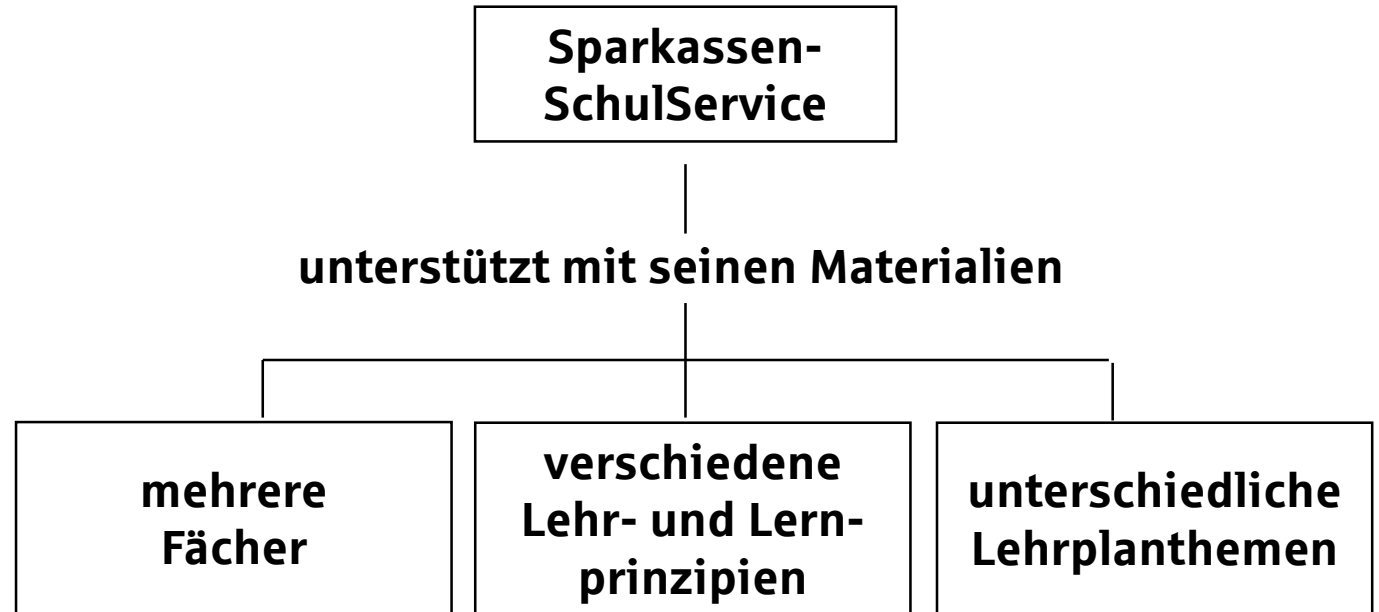 Sparkassen-
SchulService
unterstützt mit seinen Materialien
mehrere
Fächer
verschiedene
Lehr- und Lern-
prinzipien
unterschiedliche
Lehrplanthemen